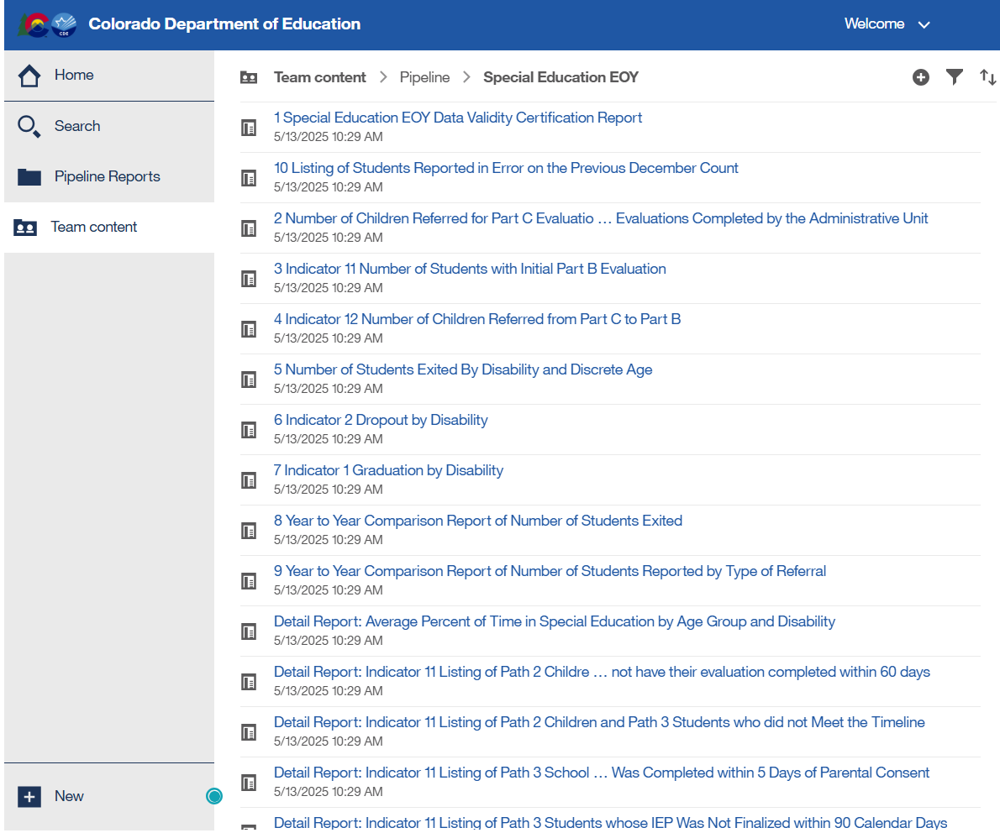 CDE
Colorado Department of Education
Welcome
Home
Search
Pipeline Reports
Team content
New
Team content > Pipeline > Special Education EOY
1 Special Education EOY Data Validity Certification Report
5/13/2025 10:29 AM
10 Listing of Students Reported in Error on the Previous December Count
5/13/2025 10:29 AM
2 Number of Children Referred for Part C Evaluatio … Evaluations Completed by the Administrative Unit
5/13/2025 10:29 AM
3 Indicator 11 Number of Students with Initial Part B Evaluation
5/13/2025 10:29 AM
4 Indicator 12 Number of Children Referred from Part C to Part B
5/13/2025 10:29 AM
5 Number of Students Exited By Disability and Discrete Age
5/13/2025 10:29 AM
6 Indicator 2 Dropout by Disability
5/13/2025 10:29 AM
7 Indicator 1 Graduation by Disability
5/13/2025 10:29 AM
8 Year to Year Comparison Report of Number of Students Exited
5/13/2025 10:29 AM
9 Year to Year Comparison Report of Number of Students Reported by Type of Referral
5/13/2025 10:29 AM
Detail Report: Average Percent of Time in Special Education by Age Group and Disability
5/13/2025 10:29 AM
Detail Report: Indicator 11 Listing of Path 2 Childre … not have their evaluation completed within 60 days
5/13/2025 10:29 AM
Detail Report: Indicator 11 Listing of Path 2 Children and Path 3 Students who did not Meet the Timeline
5/13/2025 10:29 AM
Detail Report: Indicator 11 Listing of Path 3 School … Was Completed within 5 Days of Parental Consent
5/13/2025 10:29 AM
Detail Report: Indicator 11 Listing of Path 3 Students whose IEP Was Not Finalized within 90 Calendar Days